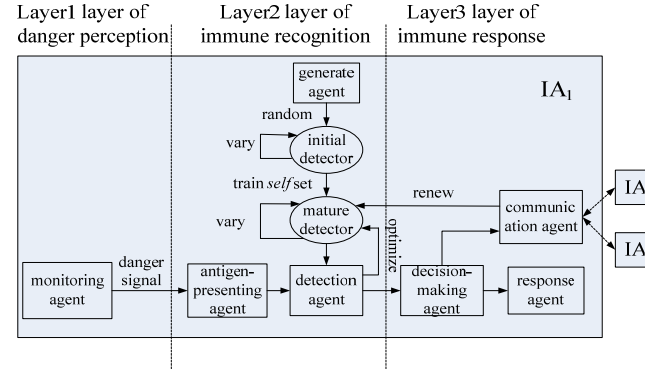 Layer1 layer of
danger perception
Layer2 layer of
immune recognition
Layer3 layer of
immune response
generate
agent
IA1
random
vary
initial
detector
train self set
renew
vary
mature
detector
optimize
communic
ation agent
IA
IA
monitoring
agent
danger
signal
antigen-
presenting
agent
detection
agent
decision-
making
agent
response
agent